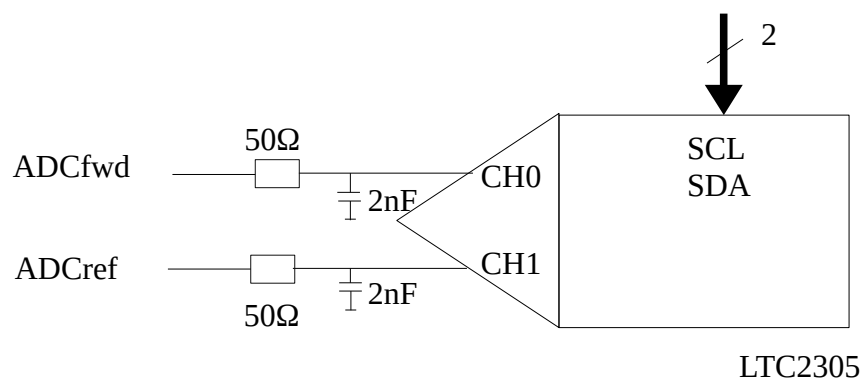 2
50Ω
ADCfwd
SCL
CH0
SDA
2nF
CH1
ADCref
2nF
50Ω
LTC2305